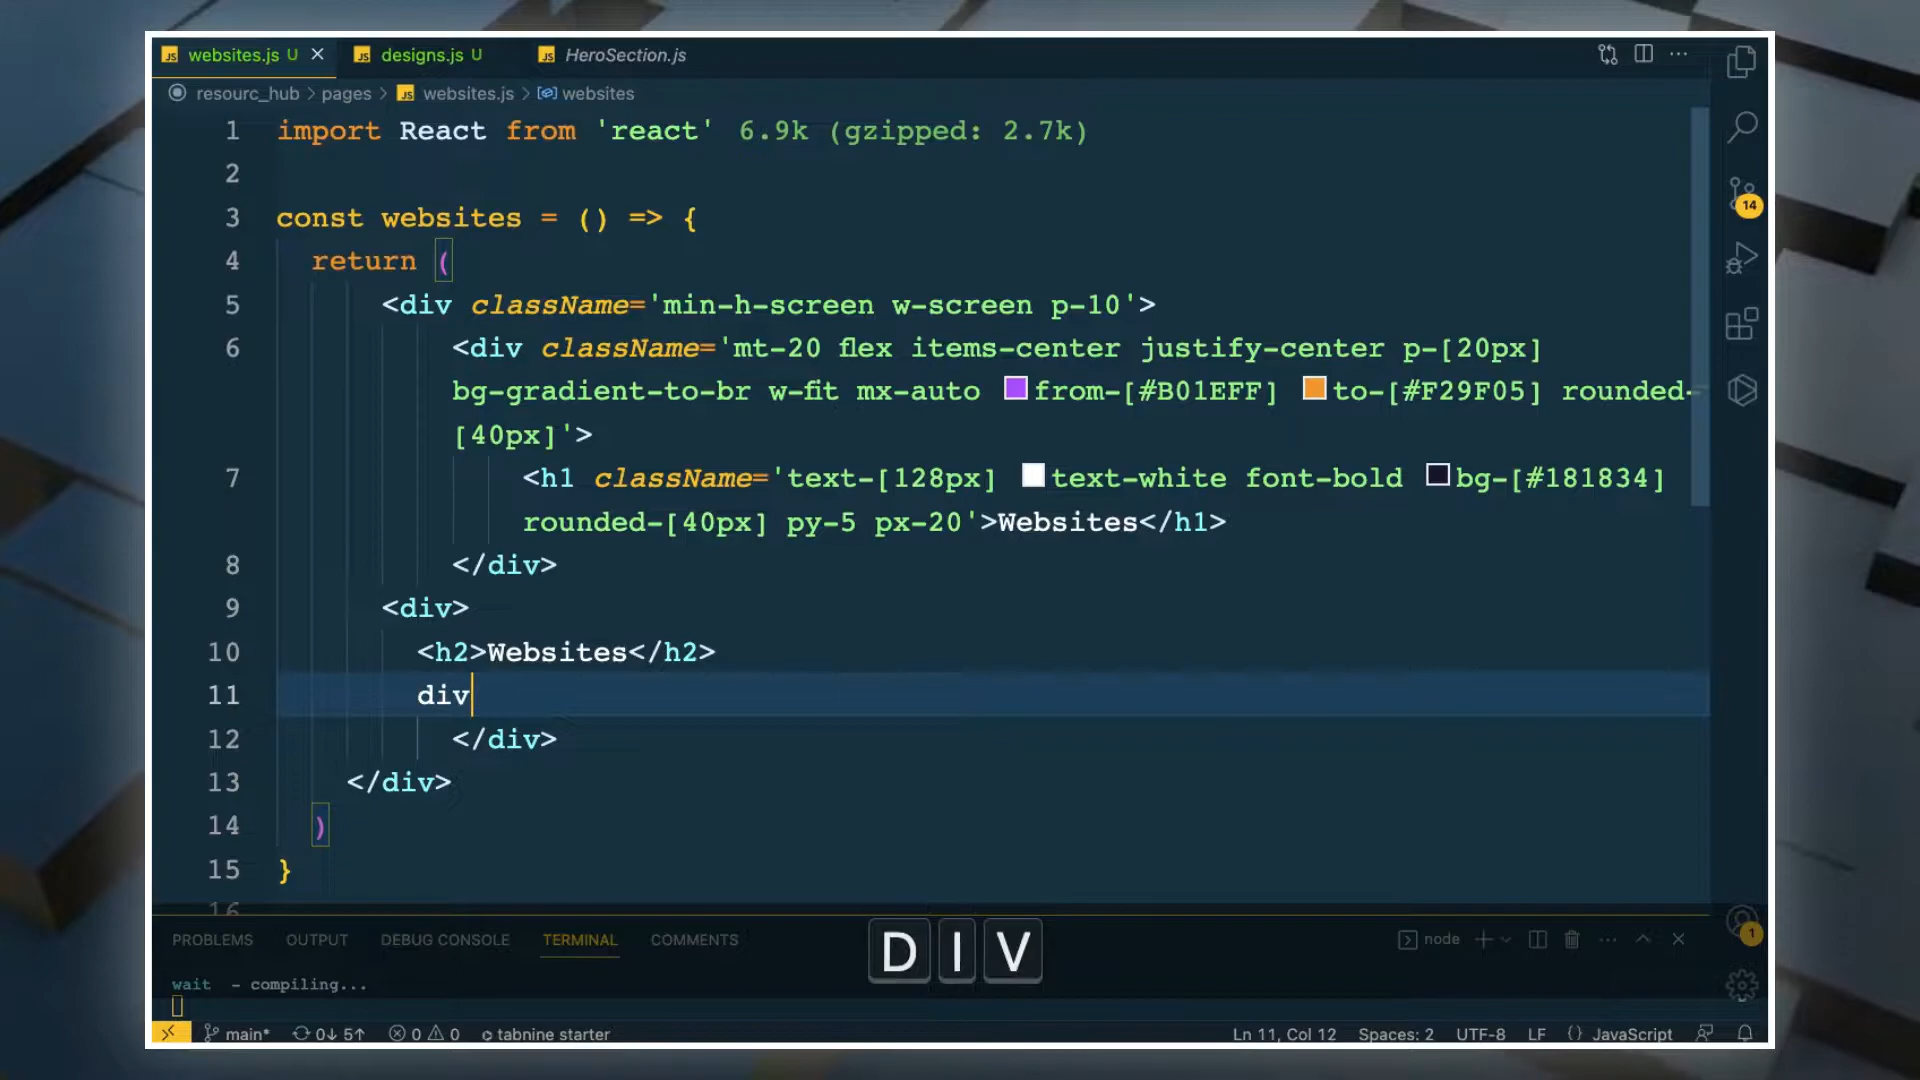 JS websites.js U × JS designs.js U JS HeroSection.js
resourc_hub > pages > JS websites.js > websites
1 import React from 'react' 6.9k (gzipped: 2.7k)
2
3 const websites = () => {
4 return (
5 <div className='min-h-screen w-screen p-10'>
6 <div className='mt-20 flex items-center justify-center p-[20px]
bg-gradient-to-br w-fit mx-auto from-[#B01EFF] to-[#F29F05] rounded-
[40px]'>
7 <h1 className='text-[128px] text-white font-bold bg-[#181834]
rounded-[40px] py-5 px-20'>Websites</h1>
8 </div>
9 <div>
10 <h2>Websites</h2>
11 div
12 </div>
13 </div>
14 )
15 }
16
14
PROBLEMS OUTPUT DEBUG CONSOLE TERMINAL COMMENTS
D I V
node
1
wait - compiling...
main* 0↓ 5↑ 0 0 tabnine starter
Ln 11, Col 12 Spaces: 2 UTF-8 LF {} JavaScript